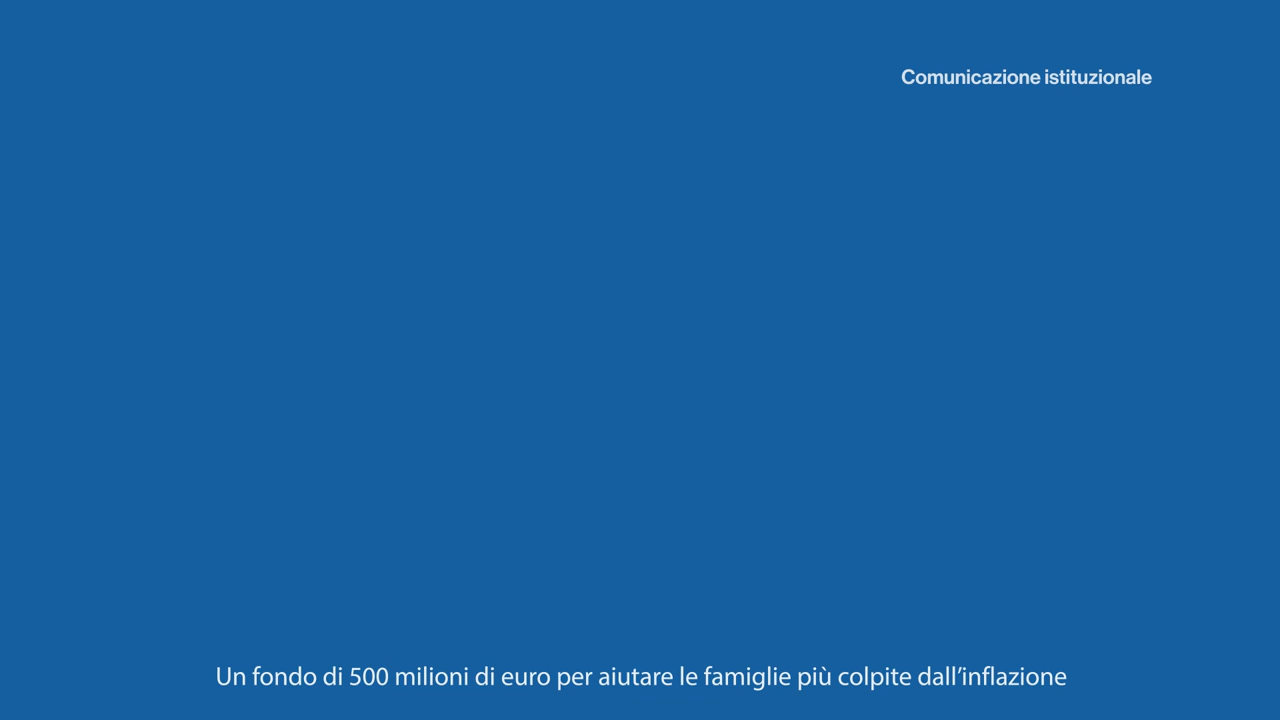 Comunicazione istituzionale
Un fondo di 500 milioni di euro per aiutare le famiglie più colpite dall’inflazione